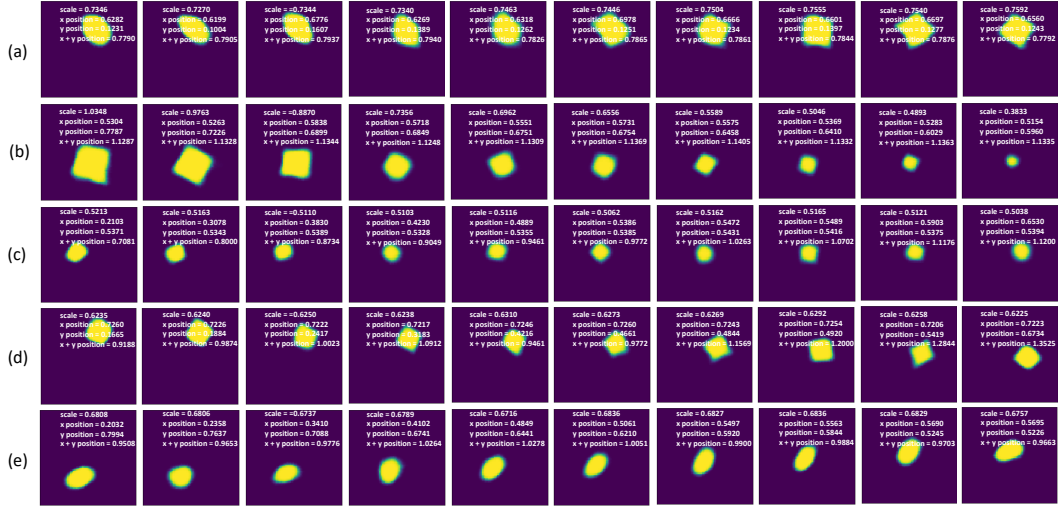 (a)
scale = 0.7346
x position = 0.6282
y position = 0.1231
x + y position = 0.7790
scale = 0.7270
x position = 0.6199
y position = 0.1004
x + y position = 0.7905
scale = =0.7344
x position = 0.6776
y position = 0.1607
x + y position = 0.7937
scale = 0.7340
x position = 0.6269
y position = 0.1389
x + y position = 0.7940
scale = 0.7463
x position = 0.6318
y position = 0.1262
x + y position = 0.7826
scale = 0.7446
x position = 0.6978
y position = 0.1251
x + y position = 0.7865
scale = 0.7504
x position = 0.6666
y position = 0.1234
x + y position = 0.7861
scale = 0.7555
x position = 0.6601
y position = 0.1397
x + y position = 0.7844
scale = 0.7540
x position = 0.6697
y position = 0.1277
x + y position = 0.7876
scale = 0.7592
x position = 0.6560
y position = 0.1243
x + y position = 0.7792
(b)
scale = 1.0348
x position = 0.5304
y position = 0.7787
x + y position = 1.1287
scale = 0.9763
x position = 0.5263
y position = 0.7226
x + y position = 1.1328
scale = =0.8870
x position = 0.5838
y position = 0.6899
x + y position = 1.1344
scale = 0.7356
x position = 0.5718
y position = 0.6849
x + y position = 1.1248
scale = 0.6962
x position = 0.5551
y position = 0.6751
x + y position = 1.1309
scale = 0.6556
x position = 0.5731
y position = 0.6754
x + y position = 1.1369
scale = 0.5589
x position = 0.5575
y position = 0.6458
x + y position = 1.1405
scale = 0.5046
x position = 0.5369
y position = 0.6410
x + y position = 1.1332
scale = 0.4893
x position = 0.5283
y position = 0.6029
x + y position = 1.1363
scale = 0.3833
x position = 0.5154
y position = 0.5960
x + y position = 1.1335
(c)
scale = 0.5213
x position = 0.2103
y position = 0.5371
x + y position = 0.7081
scale = 0.5163
x position = 0.3078
y position = 0.5343
x + y position = 0.8000
scale = =0.5110
x position = 0.3830
y position = 0.5389
x + y position = 0.8734
scale = 0.5103
x position = 0.4230
y position = 0.5328
x + y position = 0.9049
scale = 0.5116
x position = 0.4889
y position = 0.5355
x + y position = 0.9461
scale = 0.5062
x position = 0.5386
y position = 0.5385
x + y position = 0.9772
scale = 0.5162
x position = 0.5472
y position = 0.5431
x + y position = 1.0263
scale = 0.5165
x position = 0.5489
y position = 0.5416
x + y position = 1.0702
scale = 0.5121
x position = 0.5903
y position = 0.5375
x + y position = 1.1176
scale = 0.5038
x position = 0.6530
y position = 0.5394
x + y position = 1.1200
(d)
scale = 0.6235
x position = 0.7260
y position = 0.1665
x + y position = 0.9188
scale = 0.6240
x position = 0.7226
y position = 0.1884
x + y position = 0.9874
scale = =0.6250
x position = 0.7222
y position = 0.2417
x + y position = 1.0023
scale = 0.6238
x position = 0.7217
y position = 0.3183
x + y position = 1.0912
scale = 0.6310
x position = 0.7246
y position = 0.4216
x + y position = 0.9461
scale = 0.6273
x position = 0.7260
y position = 0.4661
x + y position = 0.9772
scale = 0.6269
x position = 0.7243
y position = 0.4844
x + y position = 1.1569
scale = 0.6292
x position = 0.7254
y position = 0.4920
x + y position = 1.2000
scale = 0.6258
x position = 0.7206
y position = 0.5419
x + y position = 1.2844
scale = 0.6225
x position = 0.7223
y position = 0.6734
x + y position = 1.3525
(e)
scale = 0.6808
x position = 0.2032
y position = 0.7994
x + y position = 0.9508
scale = 0.6806
x position = 0.2358
y position = 0.7637
x + y position = 0.9653
scale = =0.6737
x position = 0.3410
y position = 0.7088
x + y position = 0.9776
scale = 0.6789
x position = 0.4102
y position = 0.6741
x + y position = 1.0264
scale = 0.6716
x position = 0.4849
y position = 0.6441
x + y position = 1.0278
scale = 0.6836
x position = 0.5061
y position = 0.6210
x + y position = 1.0051
scale = 0.6827
x position = 0.5497
y position = 0.5920
x + y position = 0.9900
scale = 0.6836
x position = 0.5563
y position = 0.5844
x + y position = 0.9884
scale = 0.6829
x position = 0.5690
y position = 0.5245
x + y position = 0.9703
scale = 0.6757
x position = 0.5695
y position = 0.5226
x + y position = 0.9663